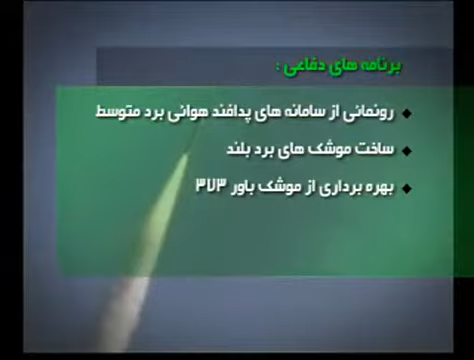 برنامه های دفاعی :
رونمائی از سامانه های پدافند هوائی برد متوسط
ساخت موشک های برد بلند
بهره برداری از موشک باور ۳۷۳